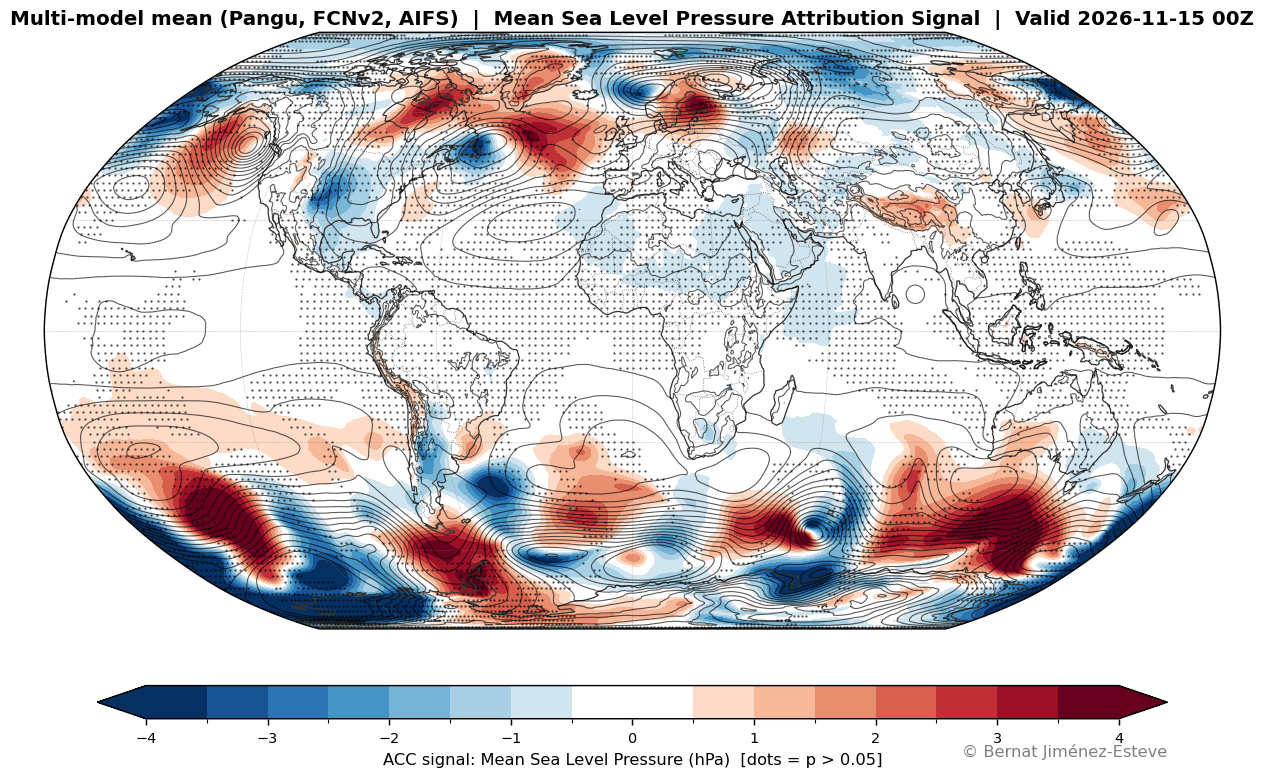 Multi-model mean (Pangu, FCNv2, AIFS)  |  Mean Sea Level Pressure Attribution Signal  |  Valid 2026-11-15 00Z
−4 −3 −2 −1 0 1 2 3 4
ACC signal: Mean Sea Level Pressure (hPa)  [dots = p > 0.05]
© Bernat Jiménez-Esteve